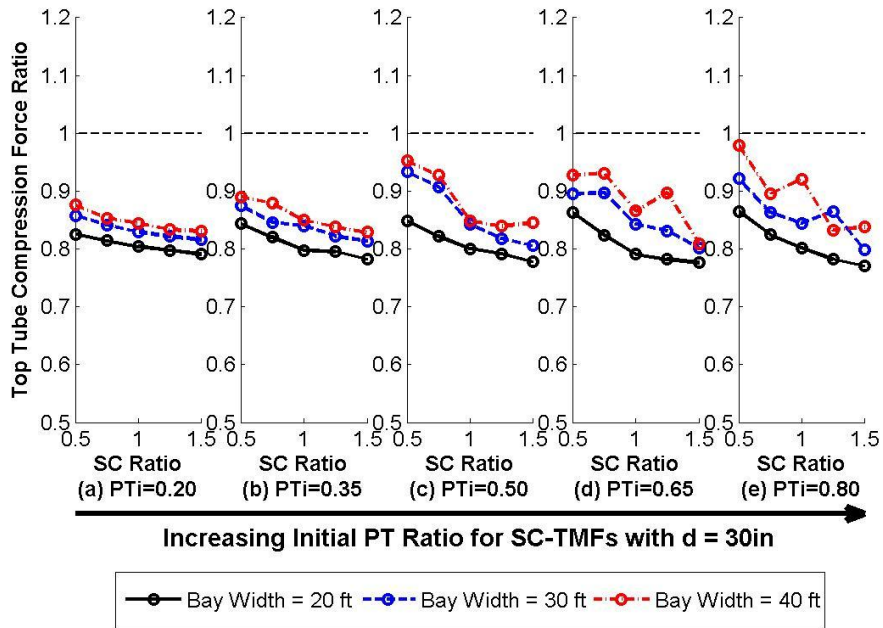 Top Tube Compression Force Ratio
1.2 1.2 1.2 1.2 1.2
1.1 1.1 1.1 1.1 1.1
1 1 1 1 1
0.9 0.9 0.9 0.9 0.9
0.8 0.8 0.8 0.8 0.8
0.7 0.7 0.7 0.7 0.7
0.6 0.6 0.6 0.6 0.6
0.5 0.5 0.5 0.5 0.5
0.5 1 1.5 0.5 1 1.5 0.5 1 1.5 0.5 1 1.5 0.5 1 1.5
SC Ratio SC Ratio SC Ratio SC Ratio SC Ratio
(a) PTi=0.20 (b) PTi=0.35 (c) PTi=0.50 (d) PTi=0.65 (e) PTi=0.80
Increasing Initial PT Ratio for SC-TMFs with d = 30in
Bay Width = 20 ft Bay Width = 30 ft Bay Width = 40 ft